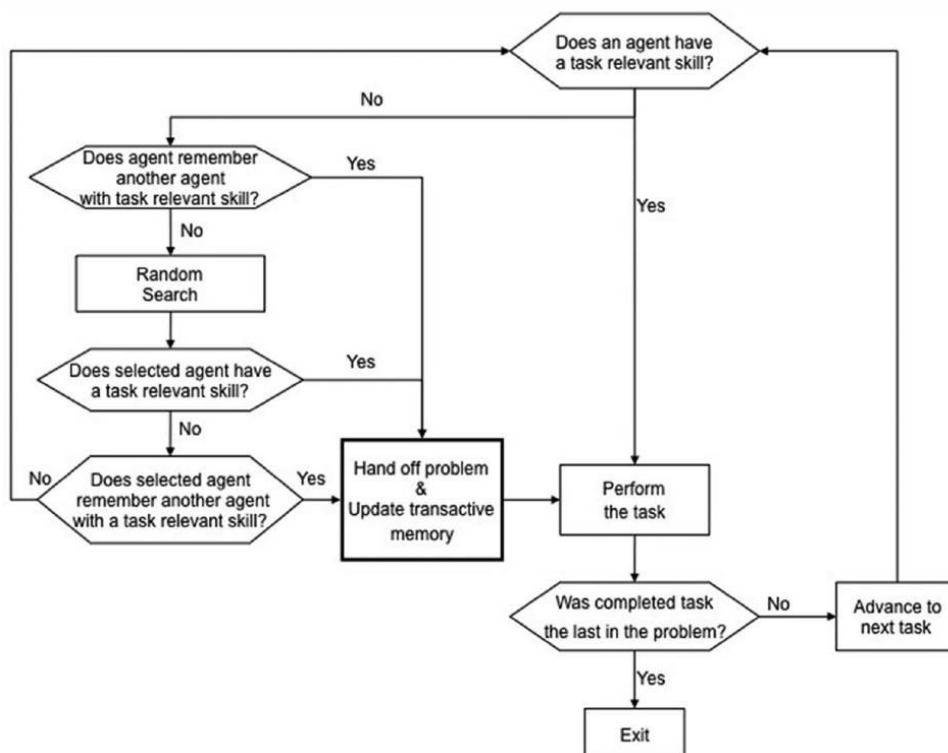 Does an agent have
a task relevant skill?
No
Does agent remember
another agent
with task relevant skill?
Yes
Yes
No
Random
Search
Does selected agent have
a task relevant skill?
Yes
No
No
Does selected agent
remember another agent
with a task relevant skill?
Yes
Hand off problem
&
Update transactive
memory
Perform
the task
Was completed task
the last in the problem?
No
Advance to
next task
Yes
Exit